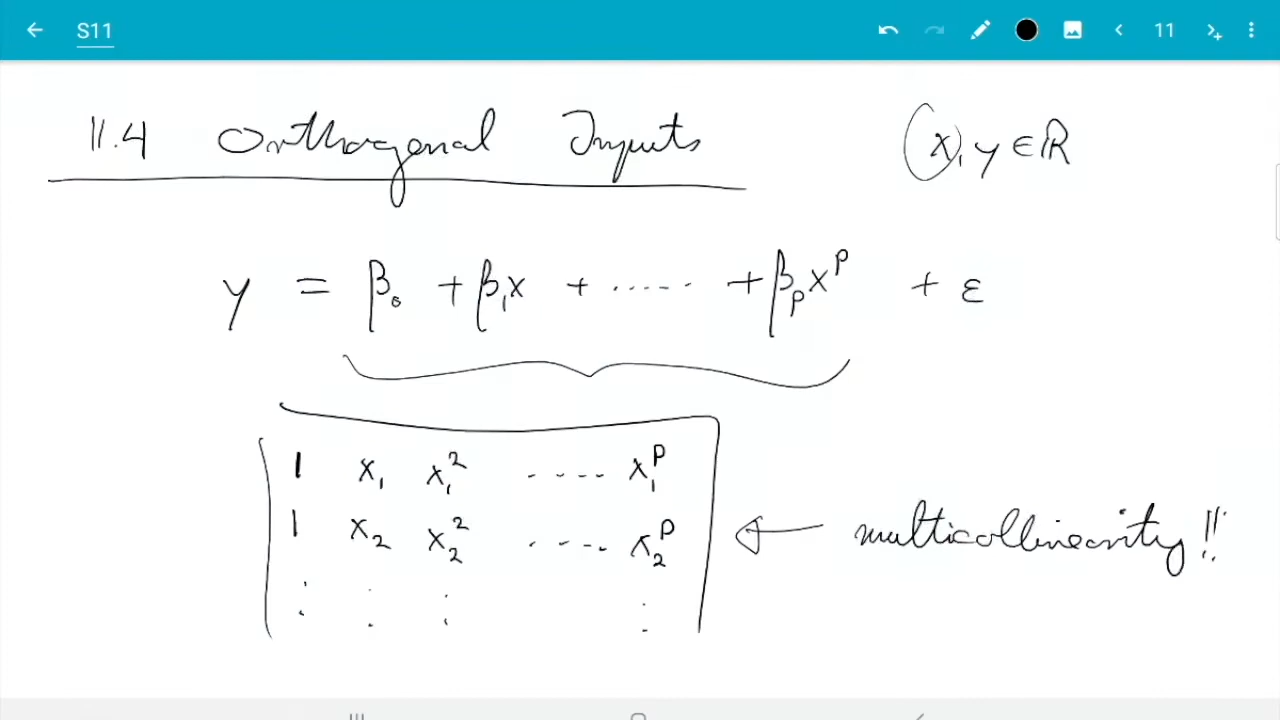 S11
11
11.4 Orthogonal Inputs
(x), y ∈ ℝ
y = β₀ + β₁x + ..... + βₚxᵖ + ε
1 x₁ x₁² ..... x₁ᵖ
1 x₂ x₂² ..... x₂ᵖ
⋮ ⋮ ⋮ ⋮
← multicollinearity!!